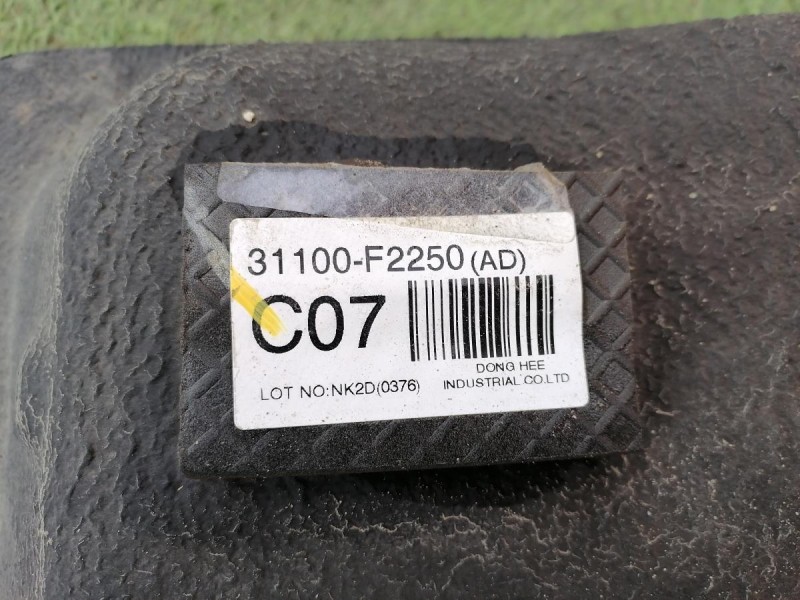 31100-F2250 (AD)
C07
DONG HEE
INDUSTRIAL CO.LTD
LOT NO:NK2D(0376)